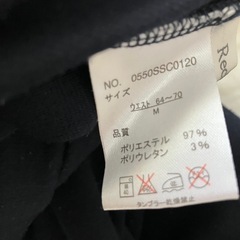 NO. 0550SSC0120
サイズ
ウェスト 64～70
M
品質
ポリエステル 97%
ポリウレタン 3%
タンブラー乾燥禁止